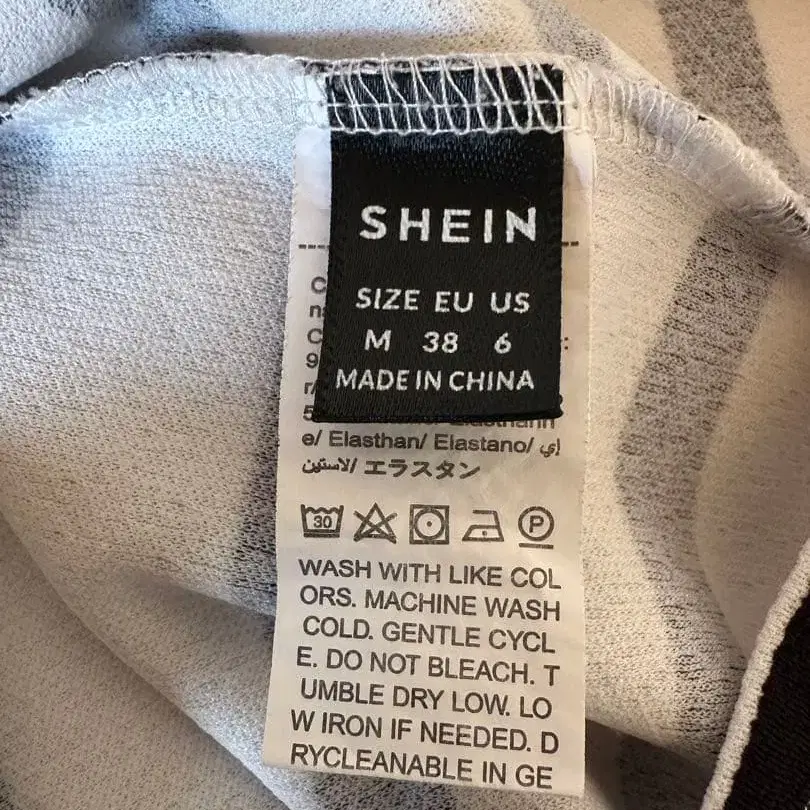 SHEIN
SIZE EU US
M 38 6
MADE IN CHINA
e/ Elasthan/ Elastano/ إي
لاستين/ エラスタン
30
P
WASH WITH LIKE COL
ORS. MACHINE WASH
COLD. GENTLE CYCL
E. DO NOT BLEACH. T
UMBLE DRY LOW. LO
W IRON IF NEEDED. D
RYCLEANABLE IN GE